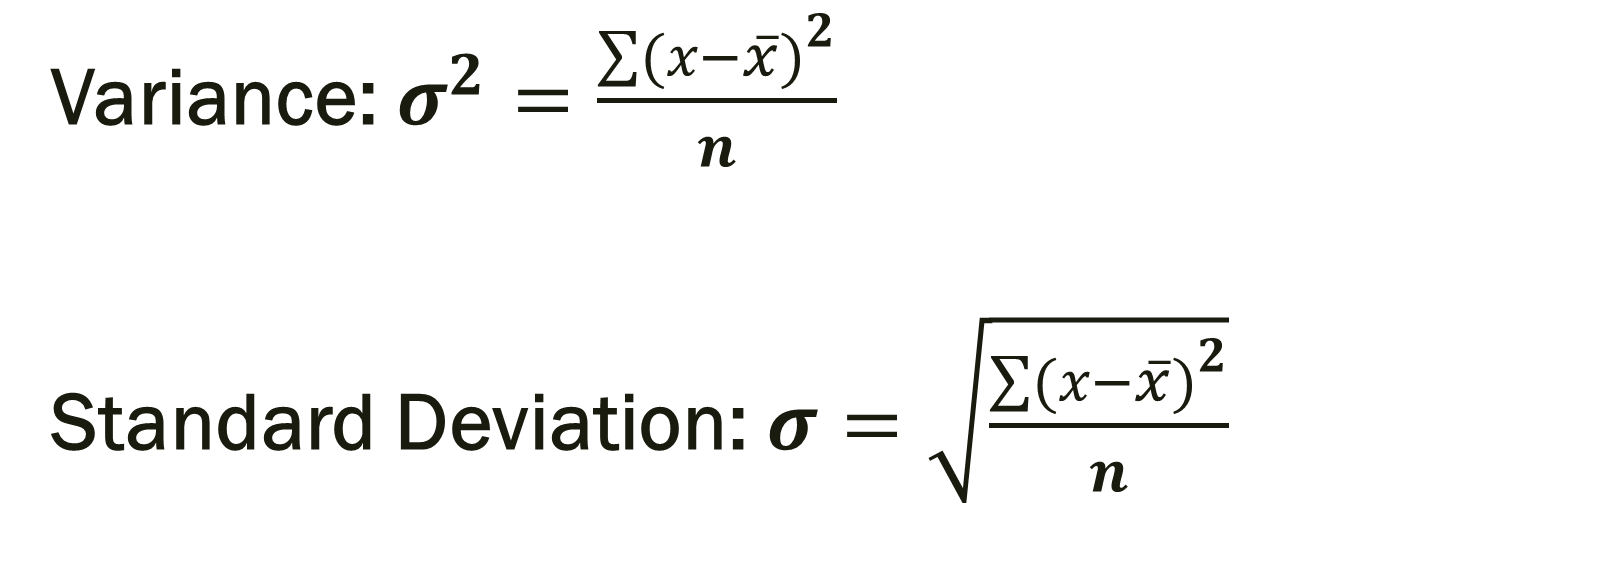 Variance: σ² = ∑(x−x̄)² / n
Standard Deviation: σ = √(∑(x−x̄)² / n)